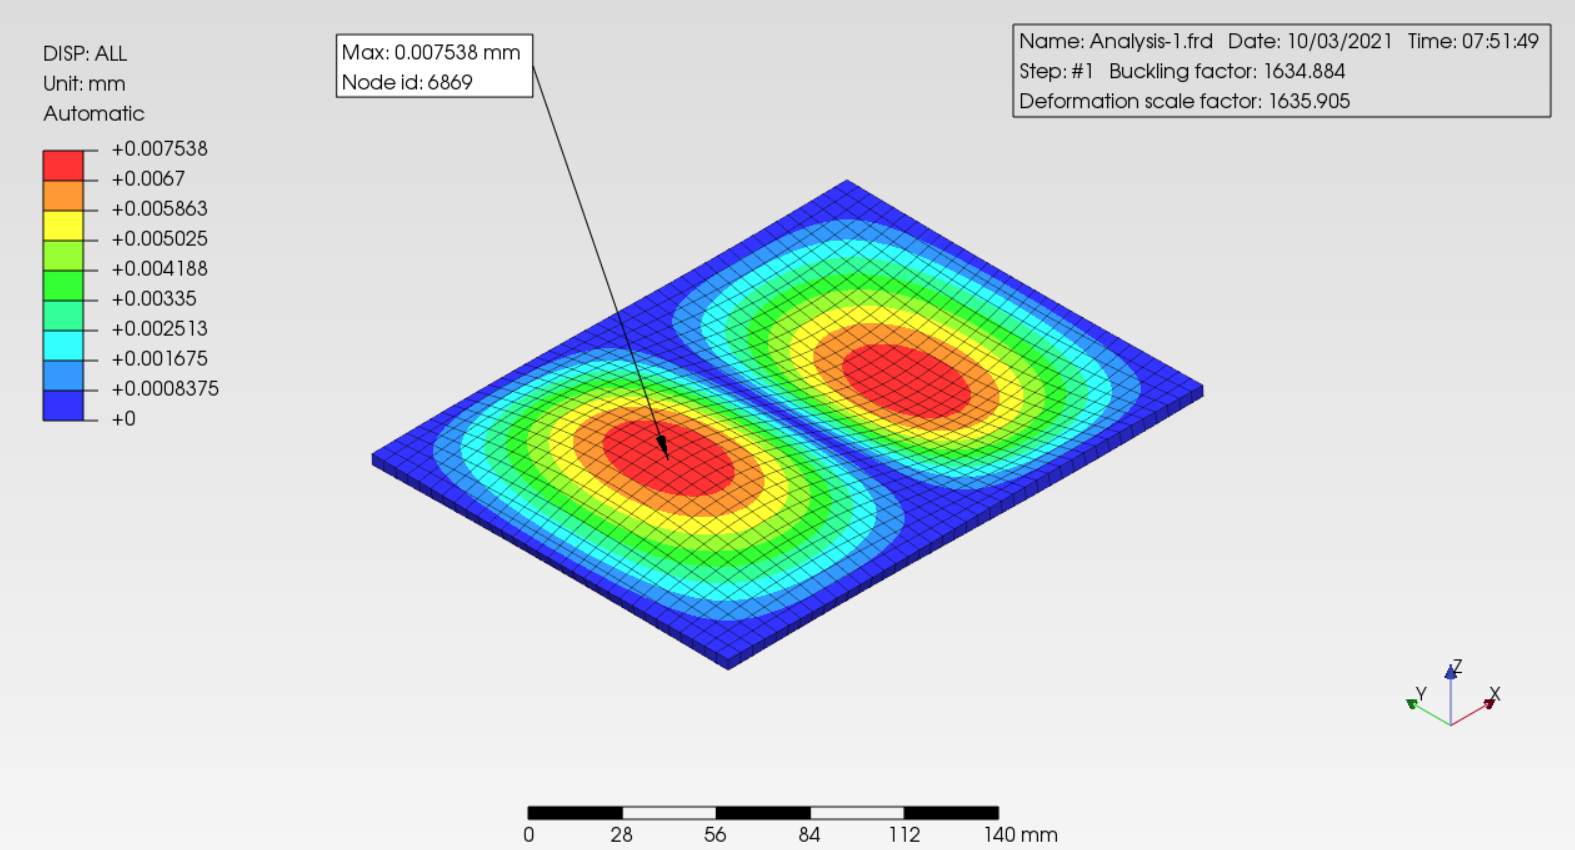 DISP: ALL
Unit: mm
Automatic
+0.007538
+0.0067
+0.005863
+0.005025
+0.004188
+0.00335
+0.002513
+0.001675
+0.0008375
+0
Max: 0.007538 mm
Node id: 6869
Name: Analysis-1.frd Date: 10/03/2021 Time: 07:51:49
Step: #1 Buckling factor: 1634.884
Deformation scale factor: 1635.905
Z
Y X
0 28 56 84 112 140 mm